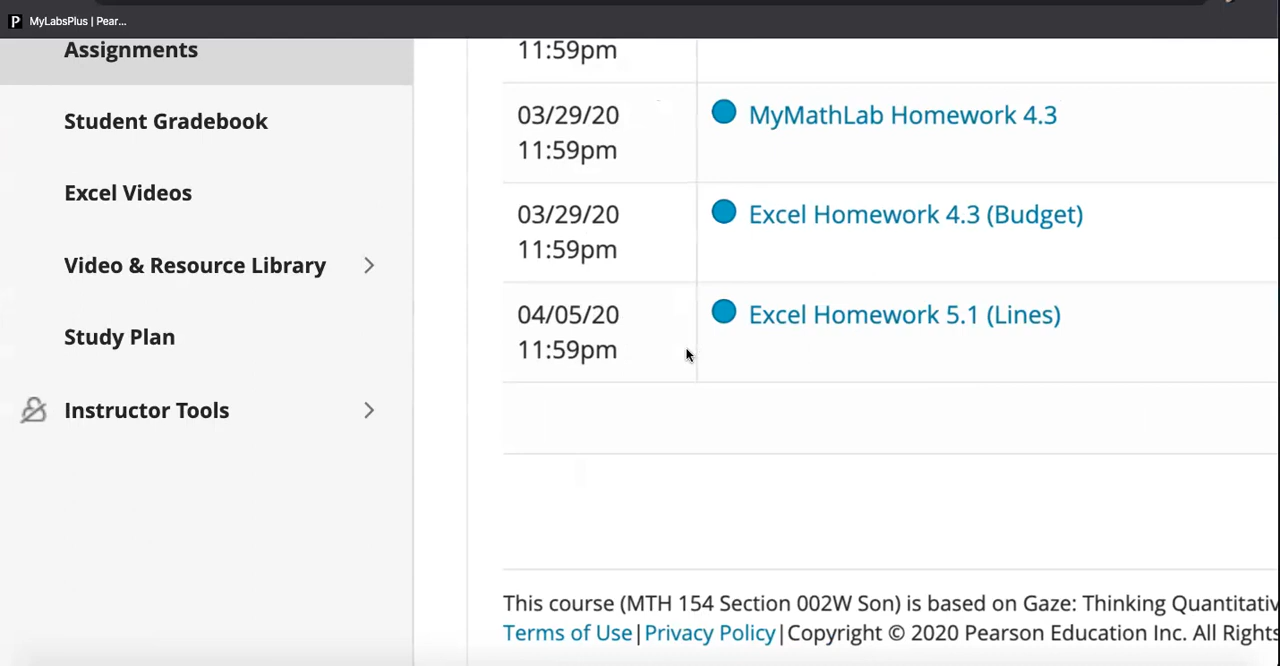 MyLabsPlus | Pear...
Assignments
Student Gradebook
Excel Videos
Video & Resource Library
Study Plan
Instructor Tools
11:59pm
03/29/20
11:59pm
MyMathLab Homework 4.3
03/29/20
11:59pm
Excel Homework 4.3 (Budget)
04/05/20
11:59pm
Excel Homework 5.1 (Lines)
This course (MTH 154 Section 002W Son) is based on Gaze: Thinking Quantitativ
Terms of Use|Privacy Policy|Copyright © 2020 Pearson Education Inc. All Rights